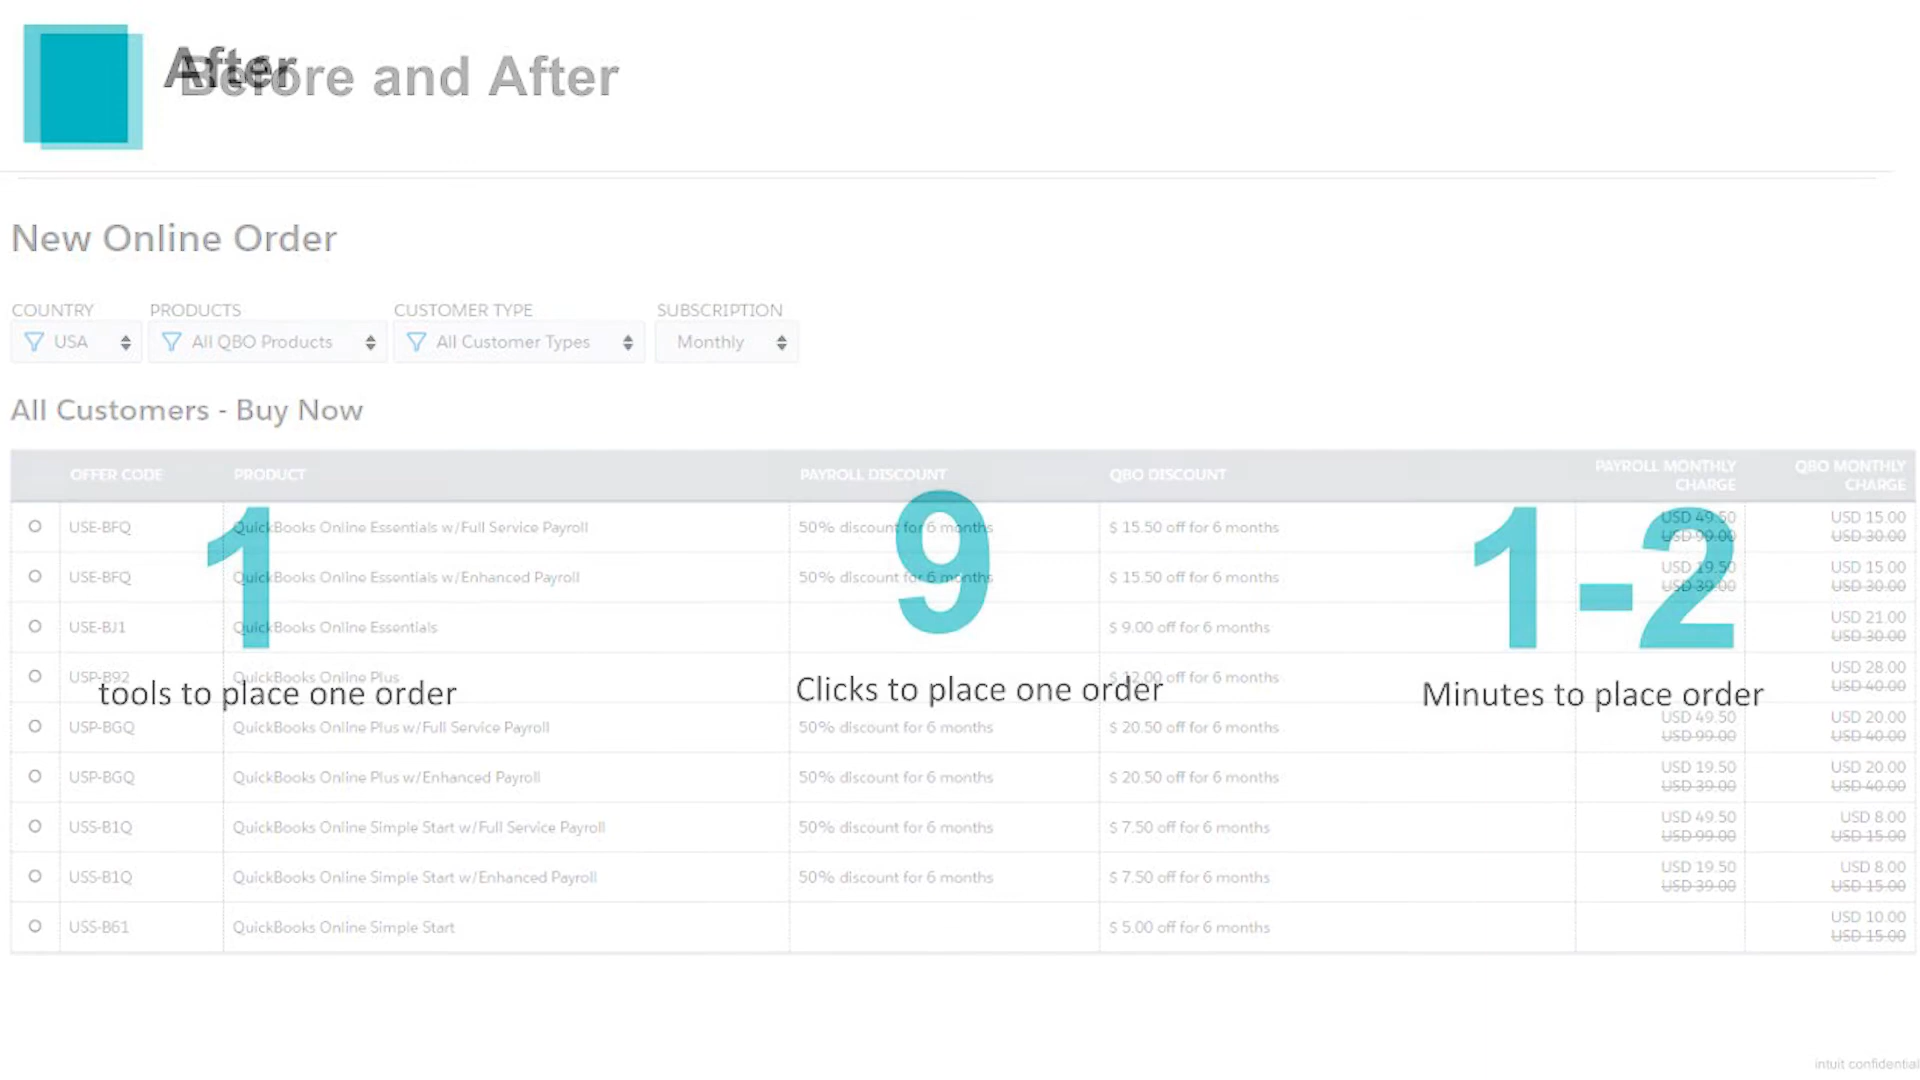 After
Before and After
New Online Order
COUNTRY PRODUCTS CUSTOMER TYPE SUBSCRIPTION
USA All QBO Products All Customer Types Monthly
All Customers - Buy Now
OFFER CODE PRODUCT PAYROLL DISCOUNT QBO DISCOUNT PAYROLL MONTHLY CHARGE QBO MONTHLY CHARGE
USE-BFQ QuickBooks Online Essentials w/Full Service Payroll 50% discount for 6 months $ 15.50 off for 6 months USD 49.50 USD 99.00 USD 15.00 USD 30.00
USE-BFQ QuickBooks Online Essentials w/Enhanced Payroll 50% discount for 6 months $ 15.50 off for 6 months USD 19.50 USD 39.00 USD 15.00 USD 30.00
USE-BJ1 QuickBooks Online Essentials $ 9.00 off for 6 months USD 21.00 USD 30.00
USP-B92 QuickBooks Online Plus $ 12.00 off for 6 months USD 28.00 USD 40.00
USP-BGQ QuickBooks Online Plus w/Full Service Payroll 50% discount for 6 months $ 20.50 off for 6 months USD 49.50 USD 99.00 USD 20.00 USD 40.00
USP-BGQ QuickBooks Online Plus w/Enhanced Payroll 50% discount for 6 months $ 20.50 off for 6 months USD 19.50 USD 39.00 USD 20.00 USD 40.00
USS-B1Q QuickBooks Online Simple Start w/Full Service Payroll 50% discount for 6 months $ 7.50 off for 6 months USD 49.50 USD 99.00 USD 8.00 USD 15.00
USS-B1Q QuickBooks Online Simple Start w/Enhanced Payroll 50% discount for 6 months $ 7.50 off for 6 months USD 19.50 USD 39.00 USD 8.00 USD 15.00
USS-B61 QuickBooks Online Simple Start $ 5.00 off for 6 months USD 10.00 USD 15.00
1 9 1-2
tools to place one order Clicks to place one order Minutes to place order
intuit confidential